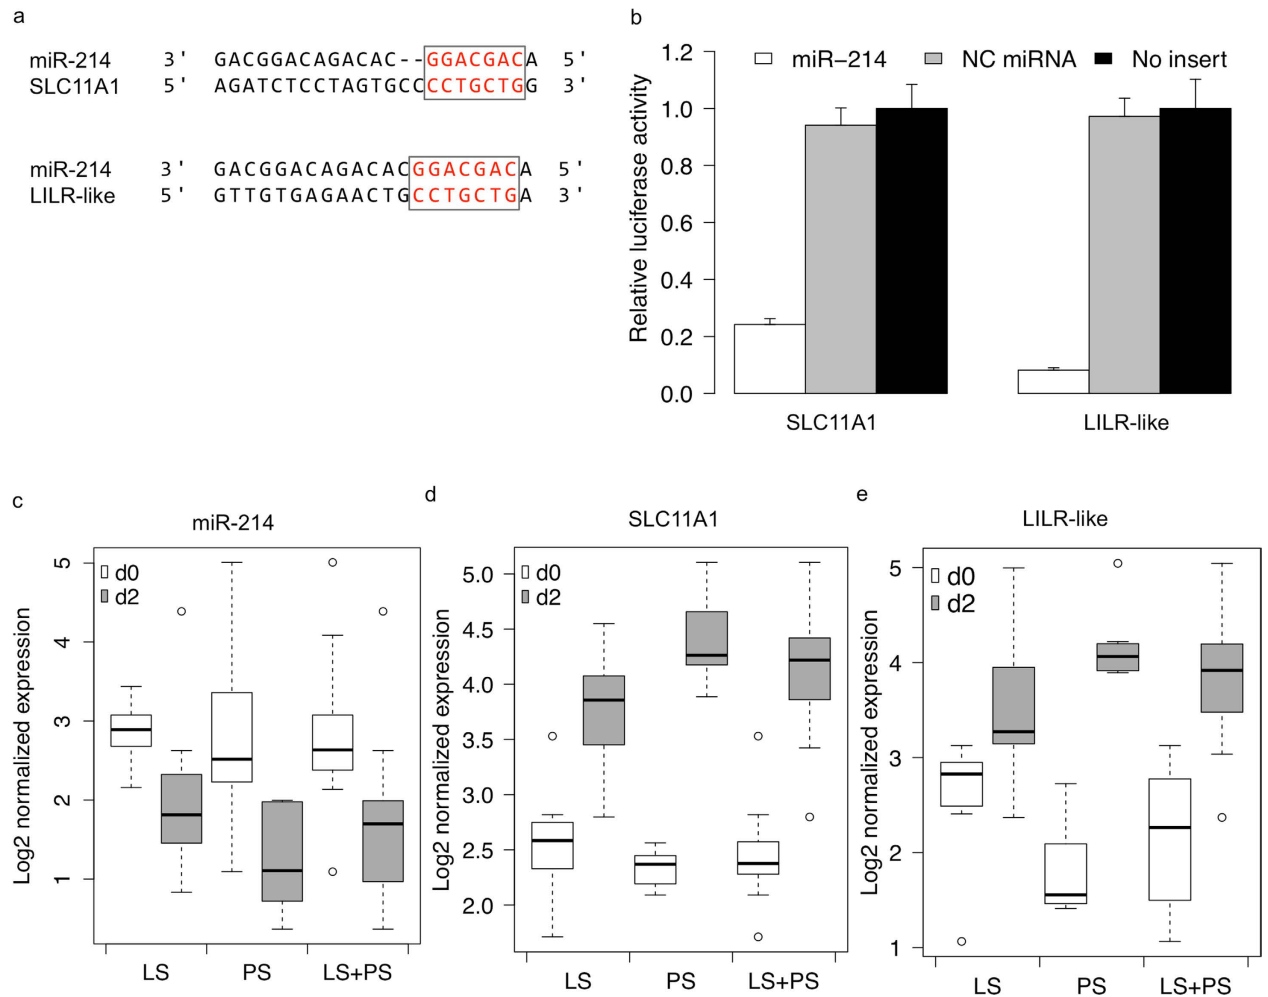 a
miR-214 3' GACGGACAGACAC--GGACGACA 5'
SLC11A1 5' AGATCTCCTAGTGCCCCTGCTGG 3'
miR-214 3' GACGGACAGACACGGACGACA 5'
LILR-like 5' GTTGTGAGAACTGCCTGCTGA 3'
b
miR−214 NC miRNA No insert
Relative luciferase activity
1.2
1.0
0.8
0.6
0.4
0.2
0.0
SLC11A1 LILR-like
c
miR-214
d0
d2
Log2 normalized expression
5
4
3
2
1
LS PS LS+PS
d
SLC11A1
d0
d2
Log2 normalized expression
5.0
4.5
4.0
3.5
3.0
2.5
2.0
LS PS LS+PS
e
LILR-like
d0
d2
Log2 normalized expression
5
4
3
2
1
LS PS LS+PS